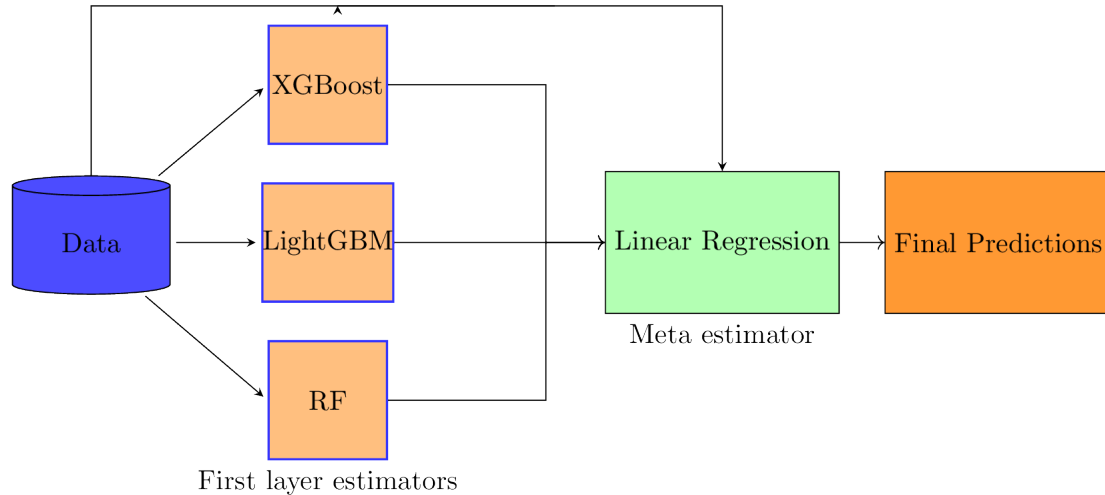 XGBoost
Data
LightGBM
Linear Regression
Final Predictions
Meta estimator
RF
First layer estimators